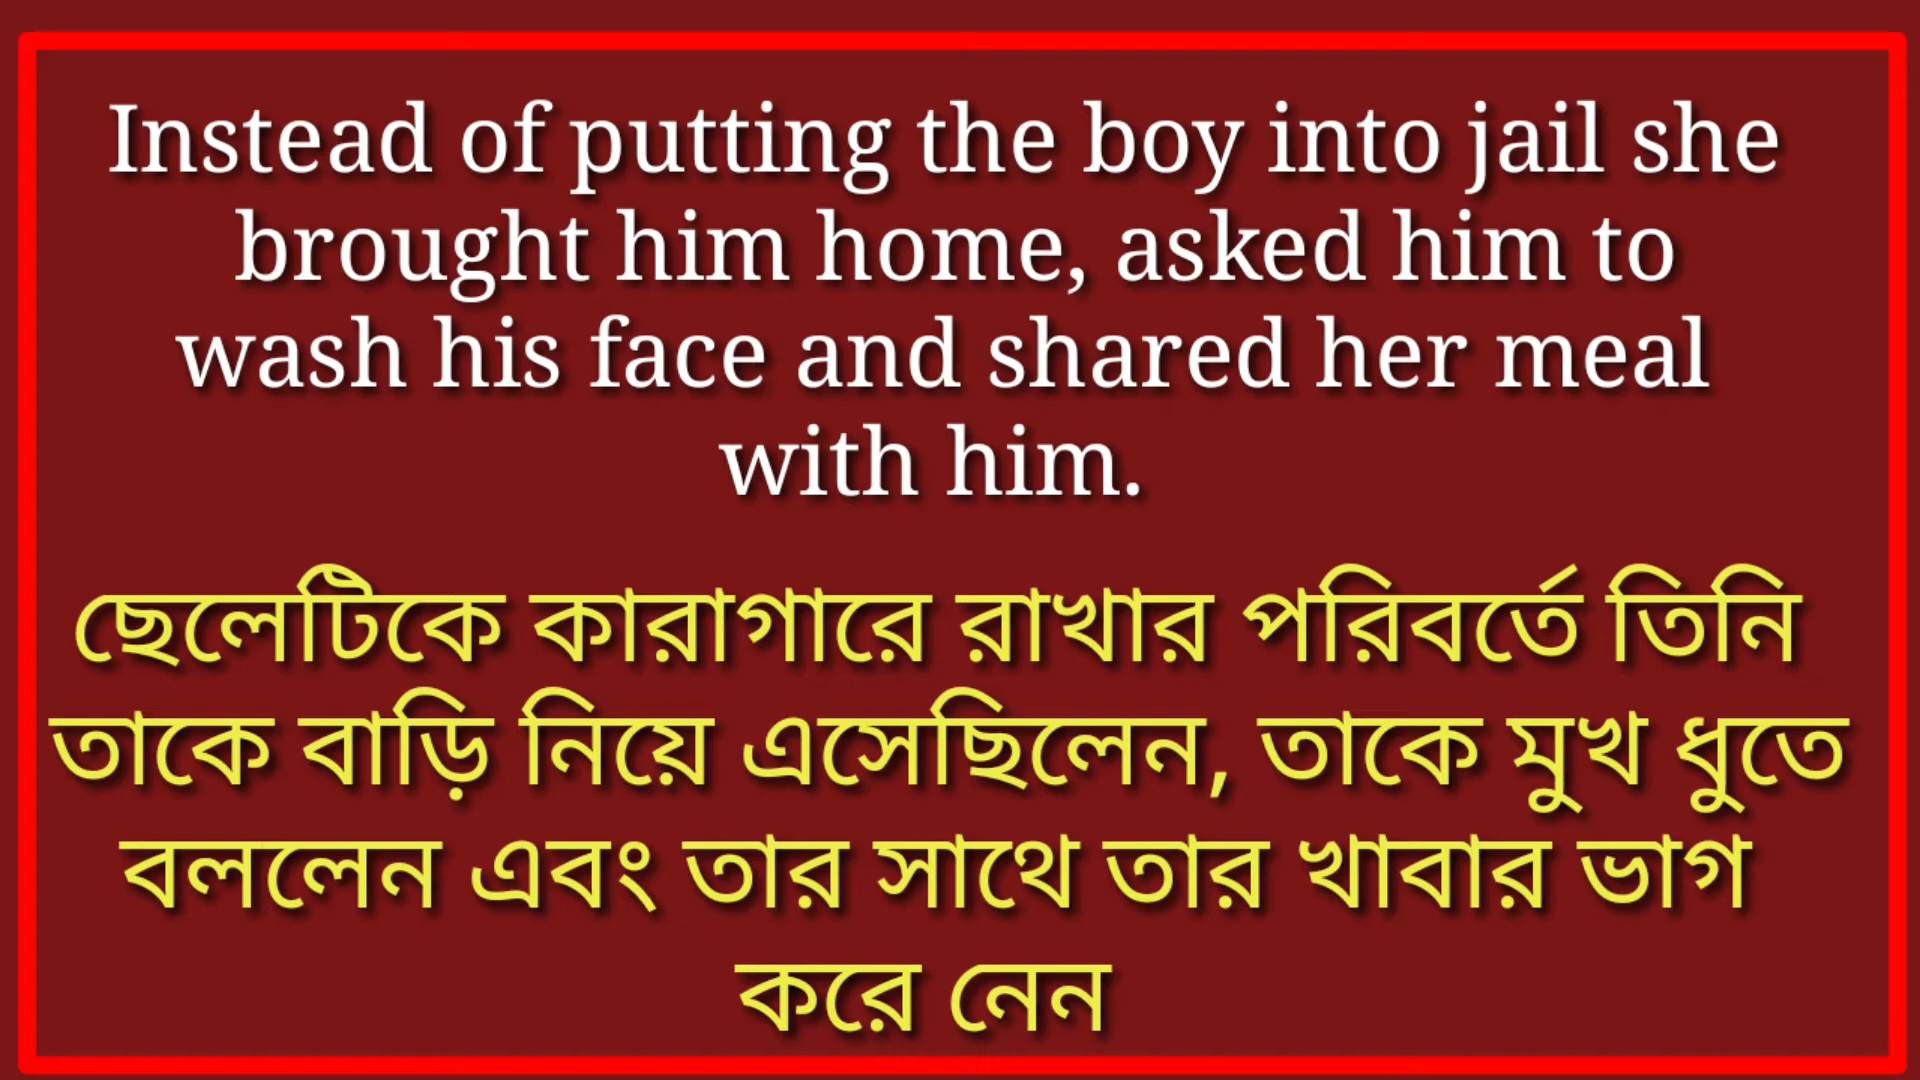 Instead of putting the boy into jail she
brought him home, asked him to
wash his face and shared her meal
with him.
ছেলেটিকে কারাগারে রাখার পরিবর্তে তিনি
তাকে বাড়ি নিয়ে এসেছিলেন, তাকে মুখ ধুতে
বললেন এবং তার সাথে তার খাবার ভাগ
করে নেন